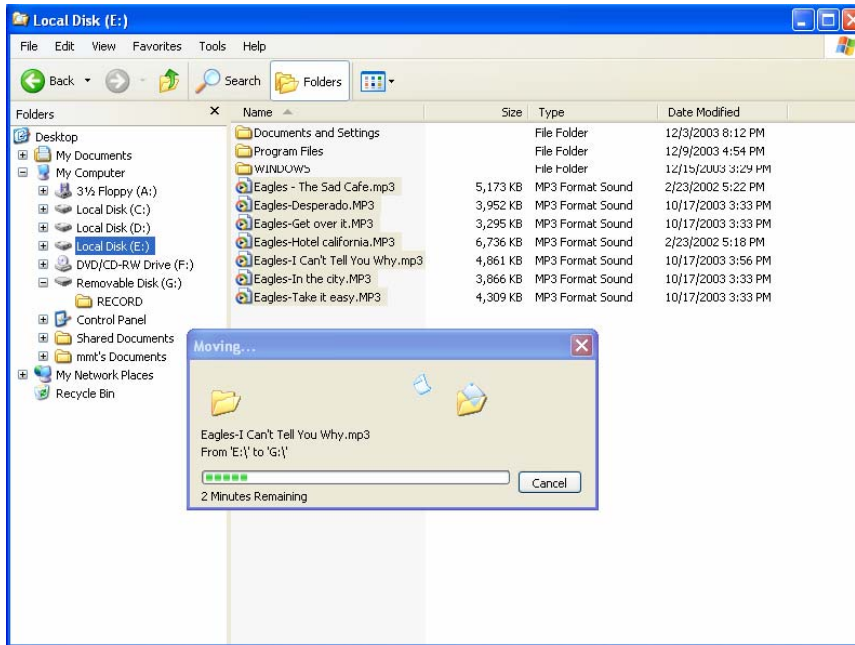 Local Disk (E:)
File Edit View Favorites Tools Help
Back Search Folders
Folders Name Size Type Date Modified
Desktop
My Documents
My Computer
3½ Floppy (A:)
Local Disk (C:)
Local Disk (D:)
Local Disk (E:)
DVD/CD-RW Drive (F:)
Removable Disk (G:)
RECORD
Control Panel
Shared Documents
mmt's Documents
My Network Places
Recycle Bin
Documents and Settings File Folder 12/3/2003 8:12 PM
Program Files File Folder 12/9/2003 4:54 PM
WINDOWS File Folder 12/15/2003 3:29 PM
Eagles - The Sad Cafe.mp3 5,173 KB MP3 Format Sound 2/23/2002 5:22 PM
Eagles-Desperado.MP3 3,952 KB MP3 Format Sound 10/17/2003 3:33 PM
Eagles-Get over it.MP3 3,295 KB MP3 Format Sound 10/17/2003 3:33 PM
Eagles-Hotel california.MP3 6,736 KB MP3 Format Sound 2/23/2002 5:18 PM
Eagles-I Can't Tell You Why.mp3 4,861 KB MP3 Format Sound 10/17/2003 3:56 PM
Eagles-In the city.MP3 3,866 KB MP3 Format Sound 10/17/2003 3:33 PM
Eagles-Take it easy.MP3 4,309 KB MP3 Format Sound 10/17/2003 3:33 PM
Moving...
Eagles-I Can't Tell You Why.mp3
From 'E:\' to 'G:\'
Cancel
2 Minutes Remaining